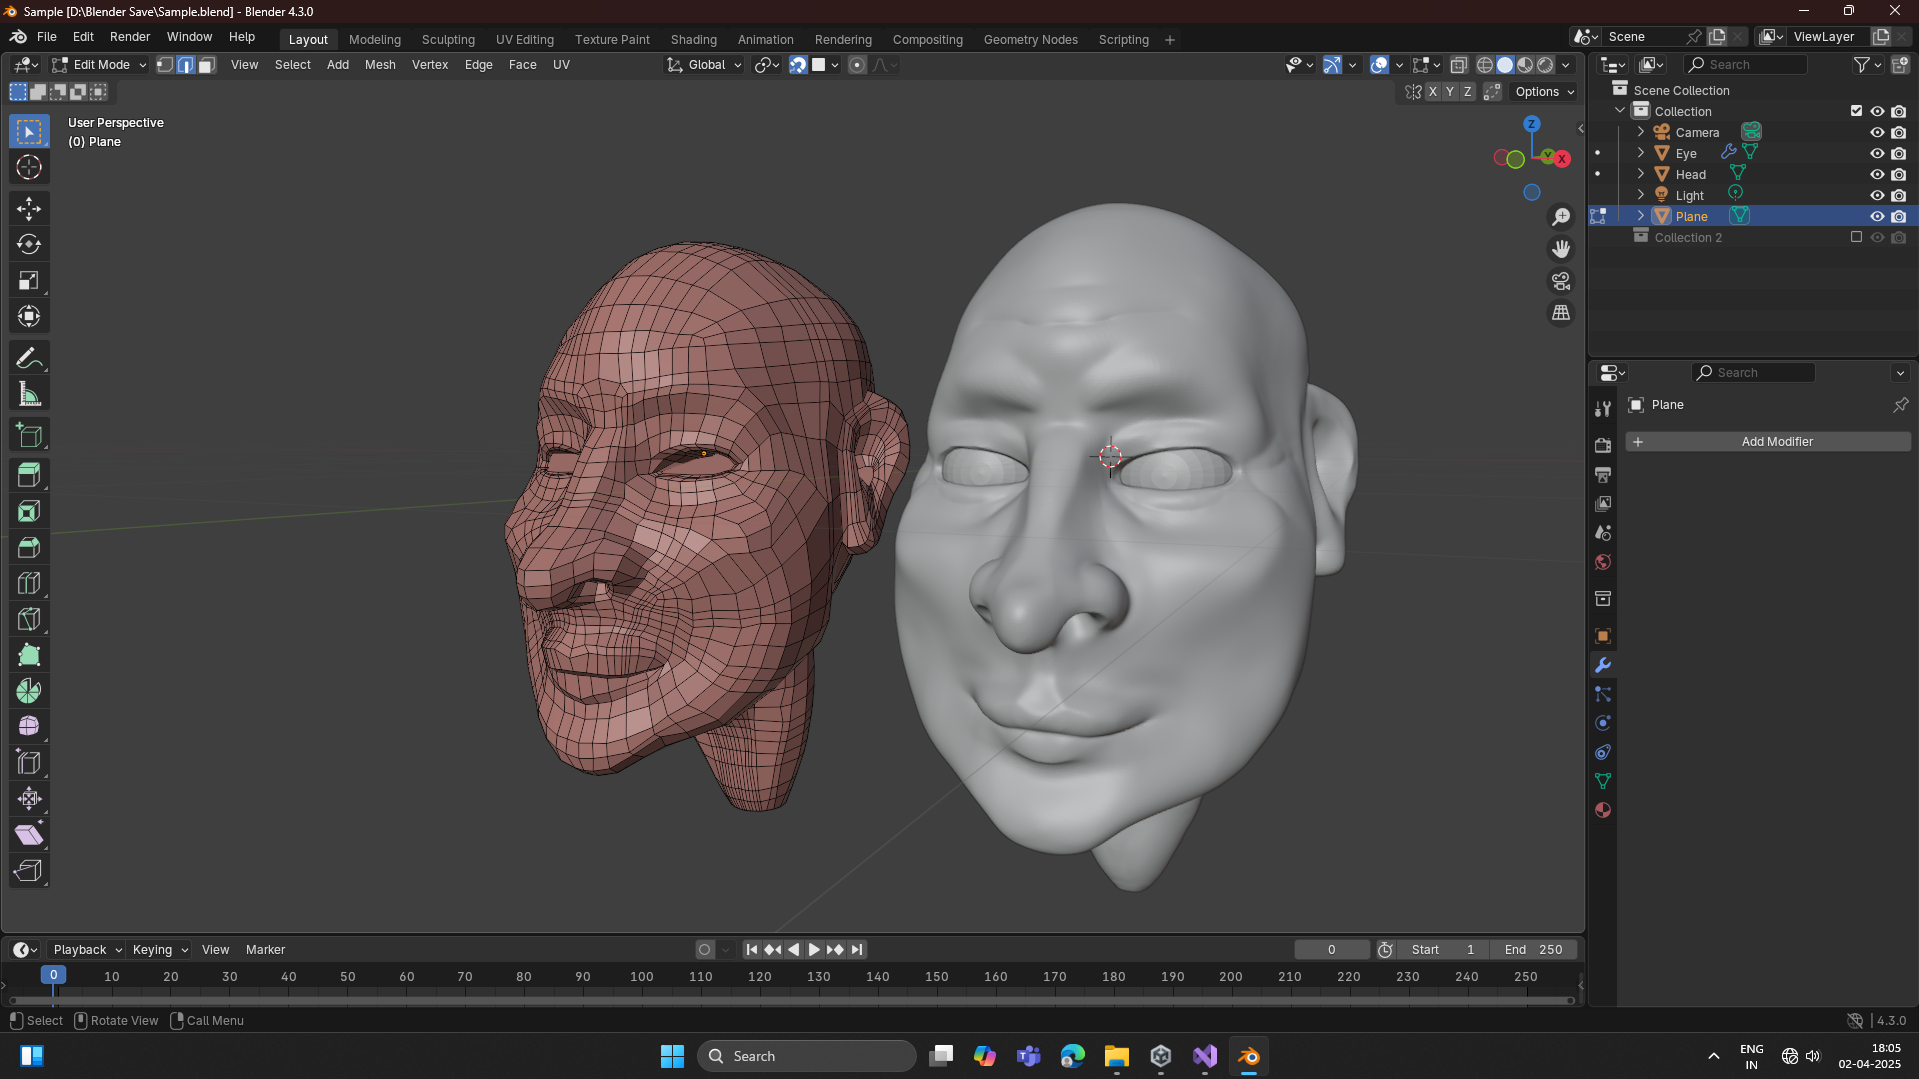 Sample [D:\Blender Save\Sample.blend] - Blender 4.3.0
File Edit Render Window Help Layout Modeling Sculpting UV Editing Texture Paint Shading Animation Rendering Compositing Geometry Nodes Scripting + Scene ViewLayer
Edit Mode View Select Add Mesh Vertex Edge Face UV Global Search
X Y Z Options
User Perspective
(0) Plane
Z
Y
X
Scene Collection
Collection
Camera
Eye
Head
Light
Plane
Collection 2
Search
Plane
+ Add Modifier
Playback Keying View Marker 0 Start 1 End 250
0 10 20 30 40 50 60 70 80 90 100 110 120 130 140 150 160 170 180 190 200 210 220 230 240 250
Select Rotate View Call Menu 4.3.0
Search
ENG
IN
18:05
02-04-2025